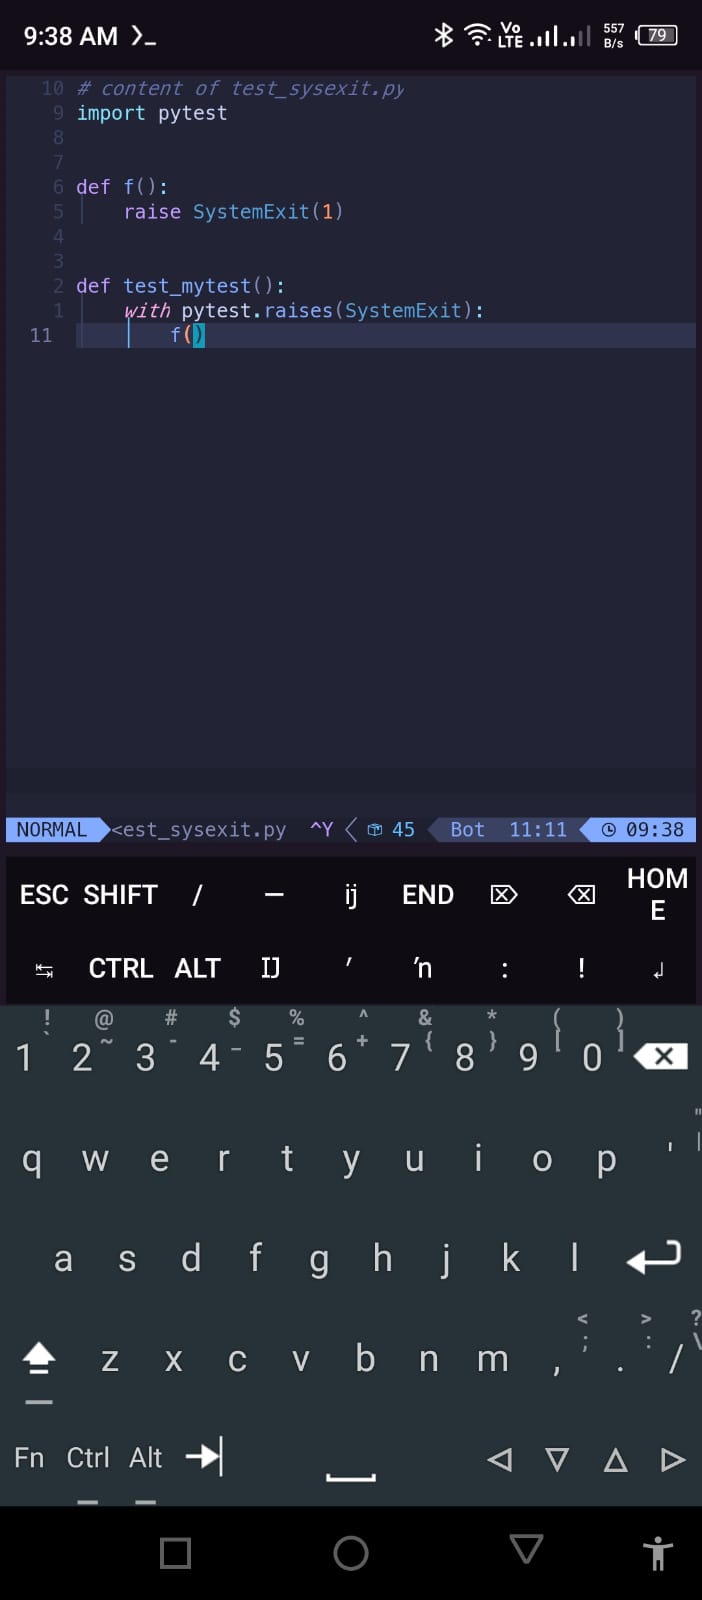 9:38 AM >_ Vo LTE 557 B/s 79
10 # content of test_sysexit.py
9 import pytest
8
7
6 def f():
5 raise SystemExit(1)
4
3
2 def test_mytest():
1 with pytest.raises(SystemExit):
11 f()
NORMAL <est_sysexit.py ^Y 45 Bot 11:11 09:38
ESC SHIFT / — ij END ⌦ ⌫ HOME
↹ CTRL ALT IJ ′ ŉ : ! ↲
! @ # $ % ^ & * ( )
1 ` 2 ~ 3 - 4 _ 5 = 6 + 7 { 8 } 9 [ 0 ]
q w e r t y u i o p ' " |
a s d f g h j k l
z x c v b n m , < ; . > : / ? \
Fn Ctrl Alt